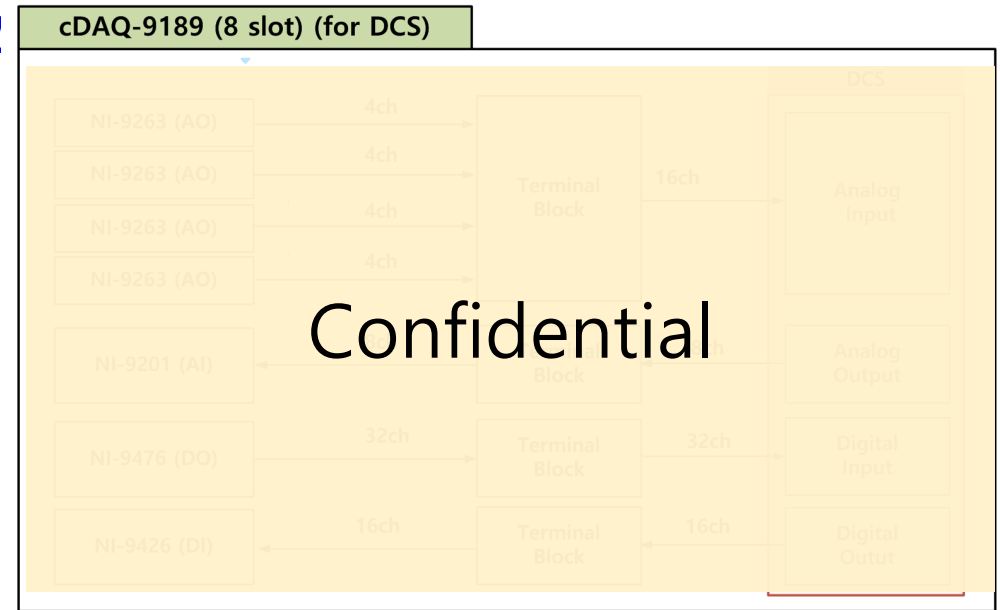 cDAQ-9189 (8 slot) (for DCS)
DCS
NI-9263 (AO)
4ch
NI-9263 (AO)
4ch
NI-9263 (AO)
4ch
NI-9263 (AO)
4ch
Terminal
Block
16ch
Analog
Input
Confidential
NI-9201 (AI)
Block
Analog
Output
NI-9476 (DO)
32ch
Terminal
Block
32ch
Digital
Input
NI-9426 (DI)
16ch
Terminal
Block
16ch
Digital
Outut